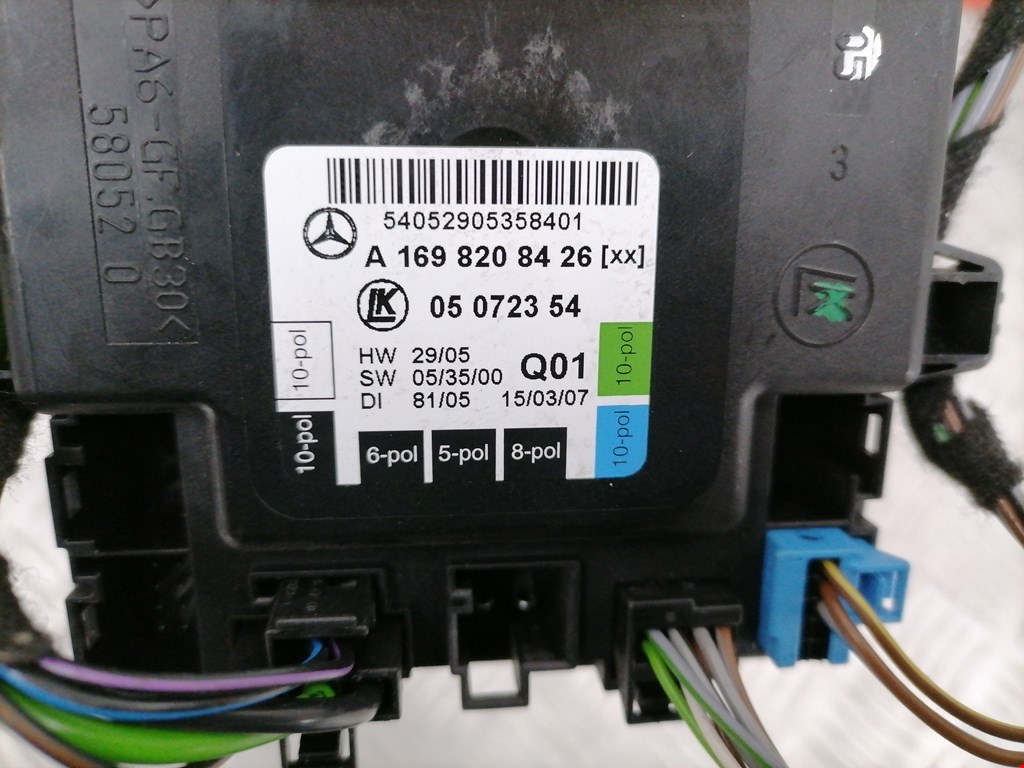 >PA6-GF.GB30<
58052 0
3
54052905358401
A 169 820 84 26 [xx]
LK 05 0723 54
HW 29/05
SW 05/35/00 Q01
DI 81/05 15/03/07
10-pol
10-pol
6-pol 5-pol 8-pol
10-pol
10-pol
LK